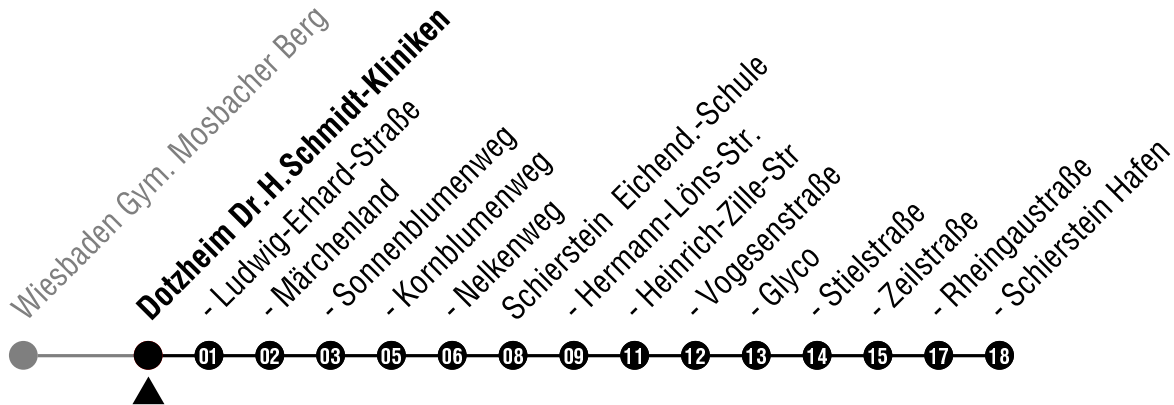 Wiesbaden Gym. Mosbacher Berg
Dotzheim Dr.H.Schmidt-Kliniken
- Ludwig-Erhard-Straße
- Märchenland
- Sonnenblumenweg
- Kornblumenweg
- Nelkenweg
Schierstein Eichend.-Schule
- Hermann-Löns-Str.
- Heinrich-Zille-Str
- Vogesenstraße
- Glyco
- Stielstraße
- Zeilstraße
- Rheingaustraße
- Schierstein Hafen
01 02 03 05 06 08 09 11 12 13 14 15 17 18